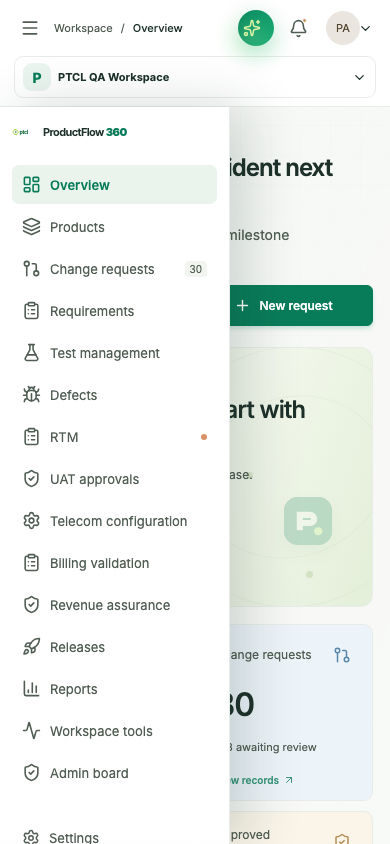 Workspace / Overview
PA
P PTCL QA Workspace
ptcl ProductFlow 360
ident next
Overview
Products
milestone
Change requests 30
New request
Requirements
Test management
Defects
art with
RTM
ase.
UAT approvals
Telecom configuration
P
Billing validation
Revenue assurance
Releases
ange requests
Reports
30
Workspace tools
awaiting review
Admin board
records
Settings
proved